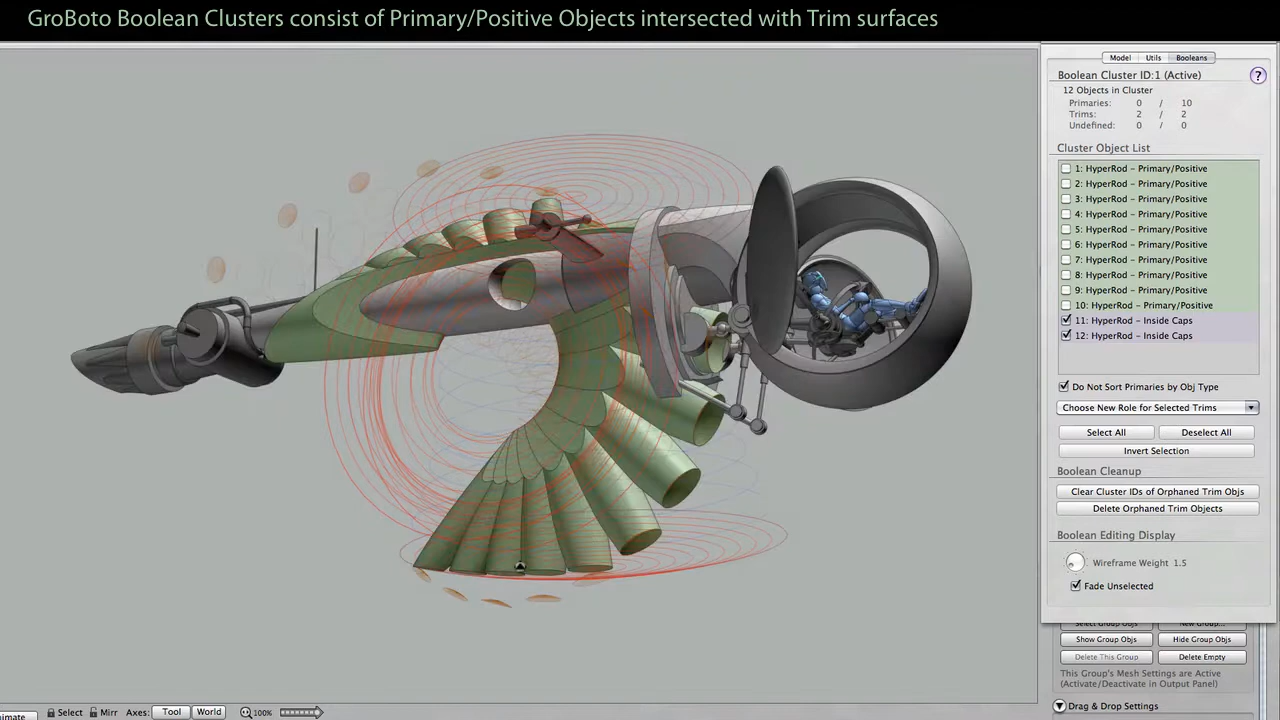 GroBoto Boolean Clusters consist of Primary/Positive Objects intersected with Trim surfaces
Model Utils Booleans
Boolean Cluster ID:1 (Active) ?
12 Objects in Cluster
Primaries: 0 / 10
Trims: 2 / 2
Undefined: 0 / 0
Cluster Object List
1: HyperRod - Primary/Positive
2: HyperRod - Primary/Positive
3: HyperRod - Primary/Positive
4: HyperRod - Primary/Positive
5: HyperRod - Primary/Positive
6: HyperRod - Primary/Positive
7: HyperRod - Primary/Positive
8: HyperRod - Primary/Positive
9: HyperRod - Primary/Positive
10: HyperRod - Primary/Positive
11: HyperRod - Inside Caps
12: HyperRod - Inside Caps
Do Not Sort Primaries by Obj Type
Choose New Role for Selected Trims
Select All Deselect All
Invert Selection
Boolean Cleanup
Clear Cluster IDs of Orphaned Trim Objs
Delete Orphaned Trim Objects
Boolean Editing Display
Wireframe Weight 1.5
Fade Unselected
Select Group Objs New Group...
Show Group Objs Hide Group Objs
Delete This Group Delete Empty
This Group's Mesh Settings are Active
(Activate/Deactivate in Output Panel)
Drag & Drop Settings
imate Select Mirr Axes: Tool World 100%